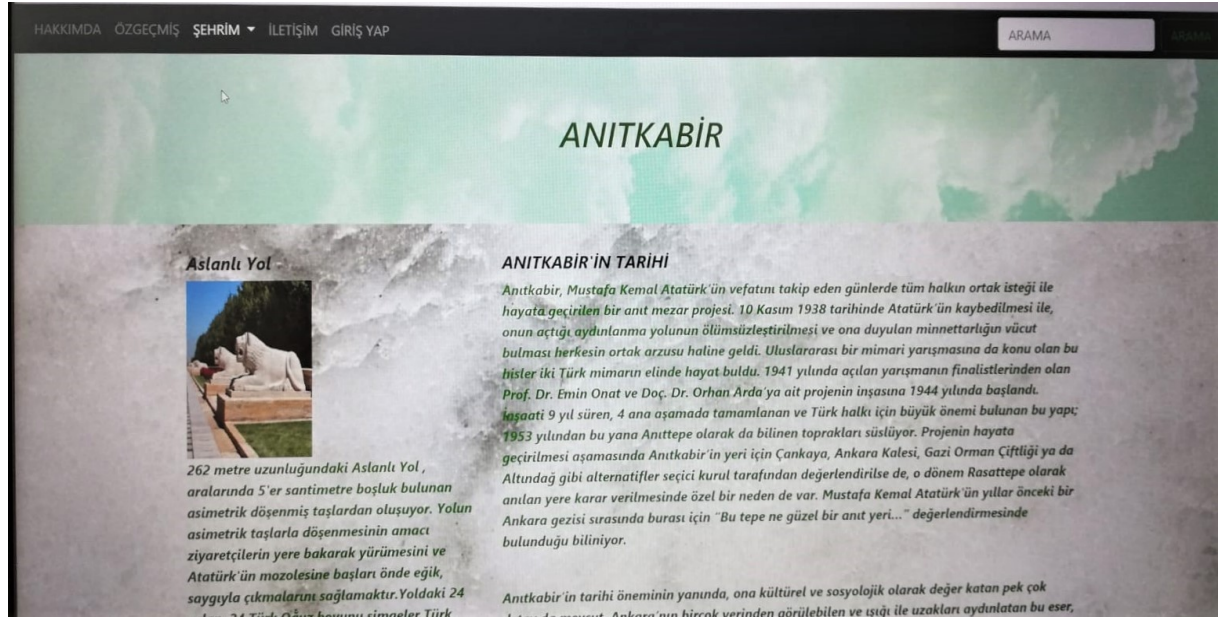 HAKKIMDA ÖZGEÇMİŞ ŞEHRİM İLETİŞİM GİRİŞ YAP ARAMA ARAMA
ANITKABİR
Aslanlı Yol
262 metre uzunluğundaki Aslanlı Yol ,
aralarında 5'er santimetre boşluk bulunan
asimetrik döşenmiş taşlardan oluşuyor. Yolun
asimetrik taşlarla döşenmesinin amacı
ziyaretçilerin yere bakarak yürümesini ve
Atatürk'ün mozolesine başları önde eğik,
saygıyla çıkmalarını sağlamaktır.Yoldaki 24
24 Türk Oğuz boyunu simgeler Türk
ANITKABİR'İN TARİHİ
Anıtkabir, Mustafa Kemal Atatürk'ün vefatını takip eden günlerde tüm halkın ortak isteği ile
hayata geçirilen bir anıt mezar projesi. 10 Kasım 1938 tarihinde Atatürk'ün kaybedilmesi ile,
onun açtığı aydınlanma yolunun ölümsüzleştirilmesi ve ona duyulan minnettarlığın vücut
bulması herkesin ortak arzusu haline geldi. Uluslararası bir mimari yarışmasına da konu olan bu
hisler iki Türk mimarın elinde hayat buldu. 1941 yılında açılan yarışmanın finalistlerinden olan
Prof. Dr. Emin Onat ve Doç. Dr. Orhan Arda'ya ait projenin inşasına 1944 yılında başlandı.
İnşaati 9 yıl süren, 4 ana aşamada tamamlanan ve Türk halkı için büyük önemi bulunan bu yapı;
1953 yılından bu yana Anıttepe olarak da bilinen toprakları süslüyor. Projenin hayata
geçirilmesi aşamasında Anıtkabir'in yeri için Çankaya, Ankara Kalesi, Gazi Orman Çiftliği ya da
Altındağ gibi alternatifler seçici kurul tarafından değerlendirilse de, o dönem Rasattepe olarak
anılan yere karar verilmesinde özel bir neden de var. Mustafa Kemal Atatürk'ün yıllar önceki bir
Ankara gezisi sırasında burası için "Bu tepe ne güzel bir anıt yeri..." değerlendirmesinde
bulunduğu biliniyor.
Anıtkabir'in tarihi öneminin yanında, ona kültürel ve sosyolojik olarak değer katan pek çok
mevcut. Ankara'nın birçok yerinden görülebilen ve ışığı ile uzakları aydınlatan bu eser,